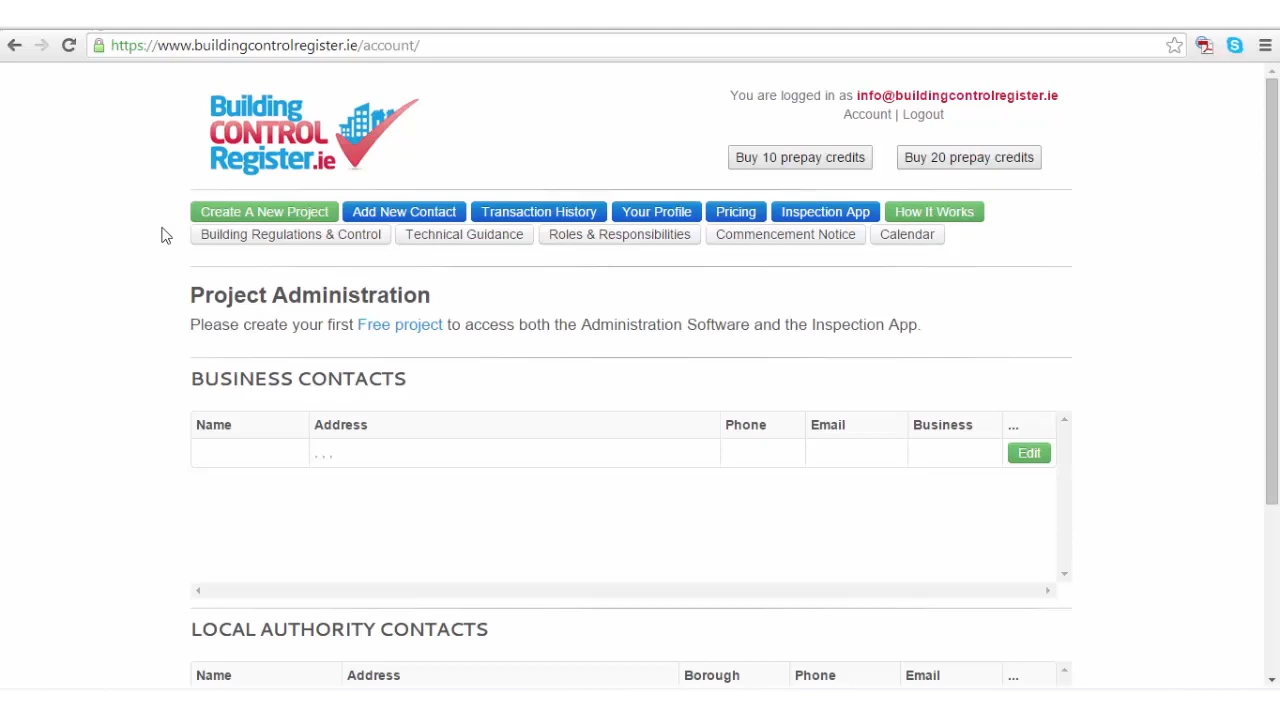 https://www.buildingcontrolregister.ie/account/
Building
CONTROL
Register.ie
You are logged in as info@buildingcontrolregister.ie
Account | Logout
Buy 10 prepay credits Buy 20 prepay credits
Create A New Project Add New Contact Transaction History Your Profile Pricing Inspection App How It Works
Building Regulations & Control Technical Guidance Roles & Responsibilities Commencement Notice Calendar
Project Administration
Please create your first Free project to access both the Administration Software and the Inspection App.
BUSINESS CONTACTS
Name Address Phone Email Business ...
. . . Edit
LOCAL AUTHORITY CONTACTS
Name Address Borough Phone Email ...